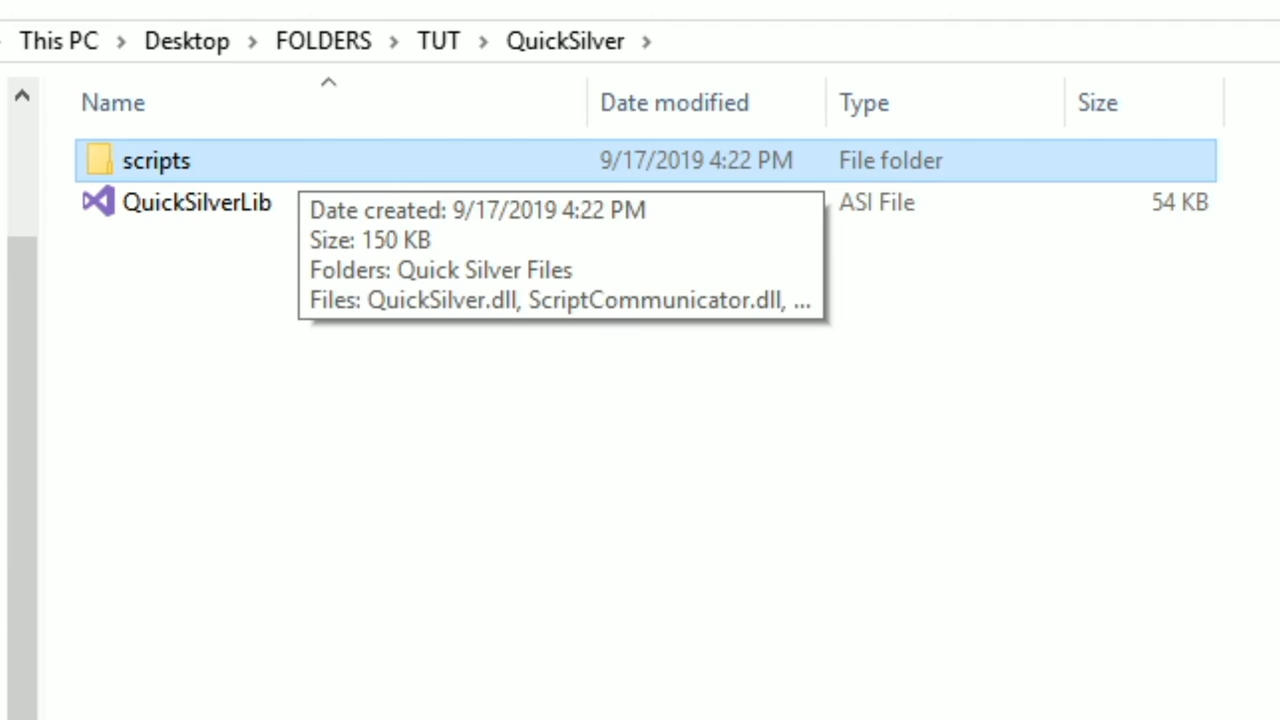 This PC > Desktop > FOLDERS > TUT > QuickSilver >
Name Date modified Type Size
scripts 9/17/2019 4:22 PM File folder
QuickSilverLib ASI File 54 KB
Date created: 9/17/2019 4:22 PM
Size: 150 KB
Folders: Quick Silver Files
Files: QuickSilver.dll, ScriptCommunicator.dll, ...